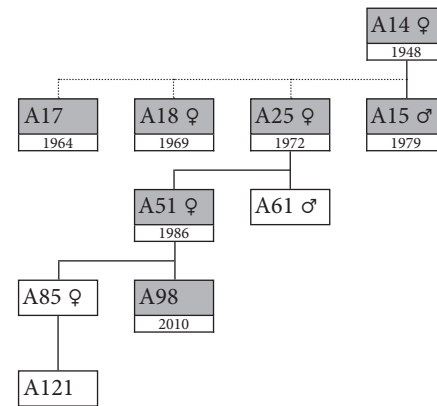 A14 ♀
1948
A17
A18 ♀
A25 ♀
A15 ♂
1964
1969
1972
1979
A51 ♀
A61 ♂
1986
A85 ♀
A98
2010
A121